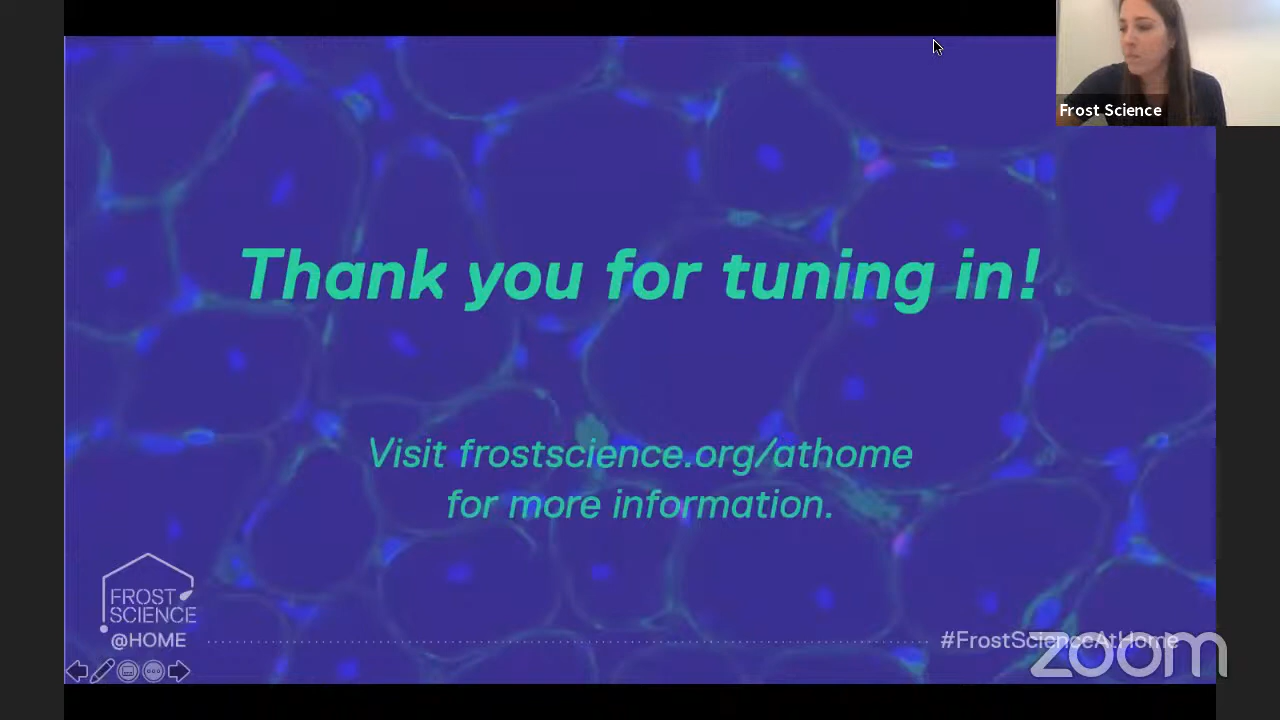 Frost Science
Thank you for tuning in!
Visit frostscience.org/athome
for more information.
FROST
SCIENCE
@HOME
#FrostScienceAtHome
zoom